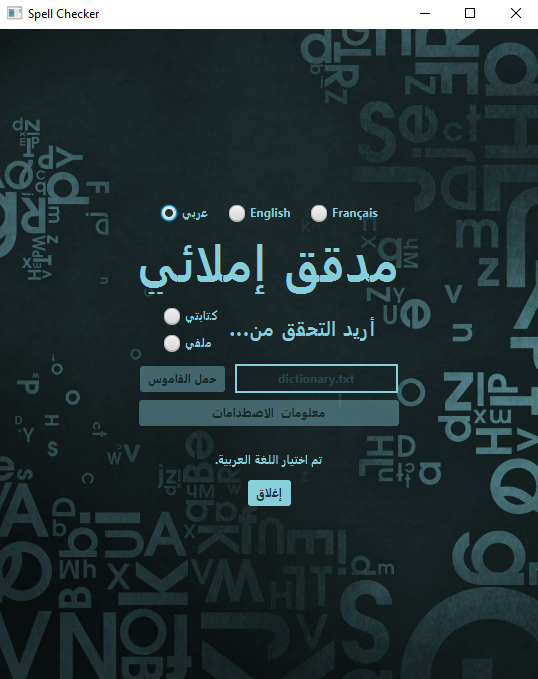 Spell Checker
عربي
English
Français
مدقق إملائي
أريد التحقق من...
كتابتي
ملفي
حمل القاموس
dictionary.txt
معلومات الاصطدامات
تم اختيار اللغة العربية.
إغلاق